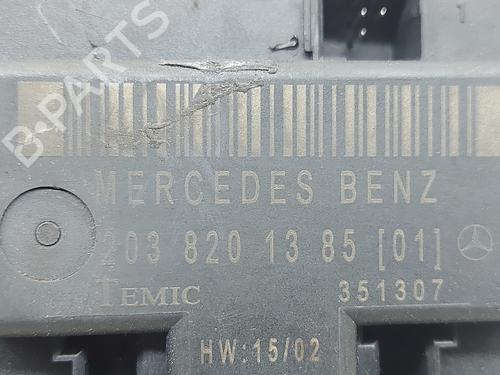 B-PARTS
MERCEDES BENZ
203 820 13 85 [01]
TEMIC 351307
HW:15/02